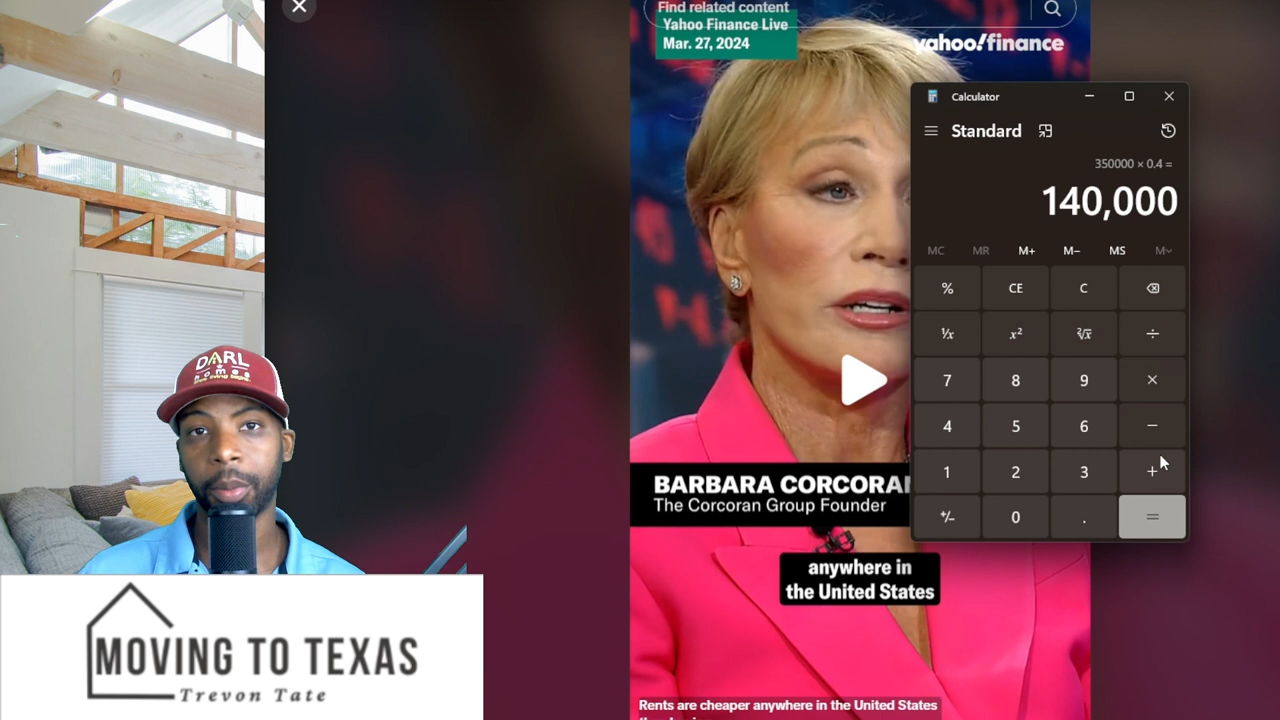 Find related content
Yahoo Finance Live
Mar. 27, 2024
yahoo!finance
Calculator
Standard
350000 × 0.4 =
140,000
MC MR M+ M− MS M
% CE C
⅟x x² ²√x ÷
7 8 9 ×
4 5 6 −
1 2 3 +
+/− 0 . =
DARL
homes
BARBARA CORCORA
The Corcoran Group Founder
anywhere in
the United States
MOVING TO TEXAS
Trevon Tate
Rents are cheaper anywhere in the United States